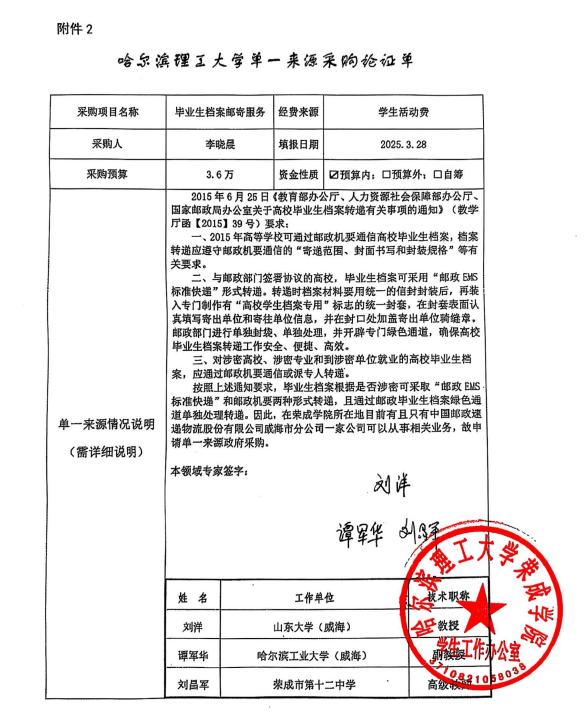 附件 2
哈尔滨理工大学单一来源采购论证单
采购项目名称 毕业生档案邮寄服务 经费来源 学生活动费
采购人 李晓晨 填报日期 2025.3.28
采购预算 3.6 万 资金性质 ☑预算内；□预算外；□自筹
单一来源情况说明
（需详细说明）
2015 年 6 月 25 日《教育部办公厅、人力资源社会保障部办公厅、
国家邮政局办公室关于高校毕业生档案转递有关事项的通知》（教学
厅函【2015】39 号）要求：
一、2015 年高等学校可通过邮政机要通信高校毕业生档案，档案
转递应遵守邮政机要通信的“寄递范围、封面书写和封装规格”等有
关要求。
二、与邮政部门签署协议的高校，毕业生档案可采用“邮政 EMS
标准快递”形式转递。转递时档案材料要用统一的信封封装后，再装
入专门制作有“高校学生档案专用”标志的统一封套，在封套表面认
真填写寄出单位和寄往单位信息，并在封口处加盖寄出单位骑缝章。
邮政部门进行单独封袋、单独处理，并开辟专门绿色通道，确保高校
毕业生档案转递工作安全、便捷、高效。
三、对涉密高校、涉密专业和到涉密单位就业的高校毕业生档
案，应通过邮政机要通信或派专人转递。
按照上述通知要求，毕业生档案根据是否涉密可采取“邮政 EMS
标准快递”和邮政机要两种形式转递，且通过邮政毕业生档案绿色通
道单独处理转递。因此，在荣成学院所在地目前有且只有中国邮政速
递物流股份有限公司威海市分公司一家公司可以从事相关业务，故申
请单一来源政府采购。
本领域专家签字：
刘洋
谭军华 刘昌军
姓 名 工作单位 技术职称
刘洋 山东大学（威海） 教授
谭军华 哈尔滨工业大学（威海） 副教授
刘昌军 荣成市第十二中学 高级教师
哈尔滨理工大学荣成学院
学生工作办公室
3710821058038